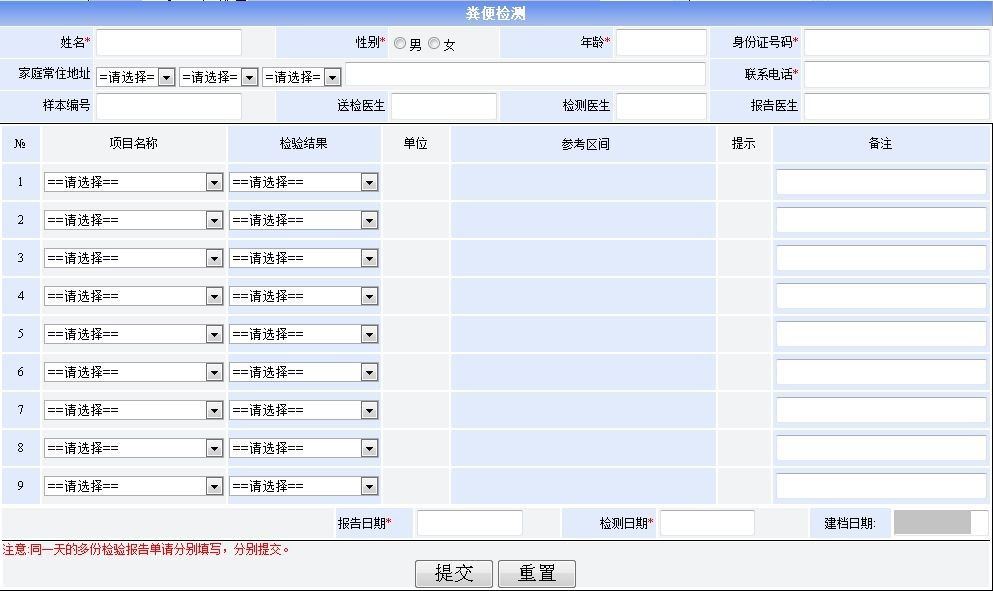 粪便检测
姓名* 性别* 男 女 年龄* 身份证号码*
家庭常住地址 =请选择= =请选择= =请选择= 联系电话*
样本编号 送检医生 检测医生 报告医生
№ 项目名称 检验结果 单位 参考区间 提示 备注
1 ==请选择== ==请选择==
2 ==请选择== ==请选择==
3 ==请选择== ==请选择==
4 ==请选择== ==请选择==
5 ==请选择== ==请选择==
6 ==请选择== ==请选择==
7 ==请选择== ==请选择==
8 ==请选择== ==请选择==
9 ==请选择== ==请选择==
报告日期* 检测日期* 建档日期:
注意:同一天的多份检验报告单请分别填写，分别提交。
提交 重置